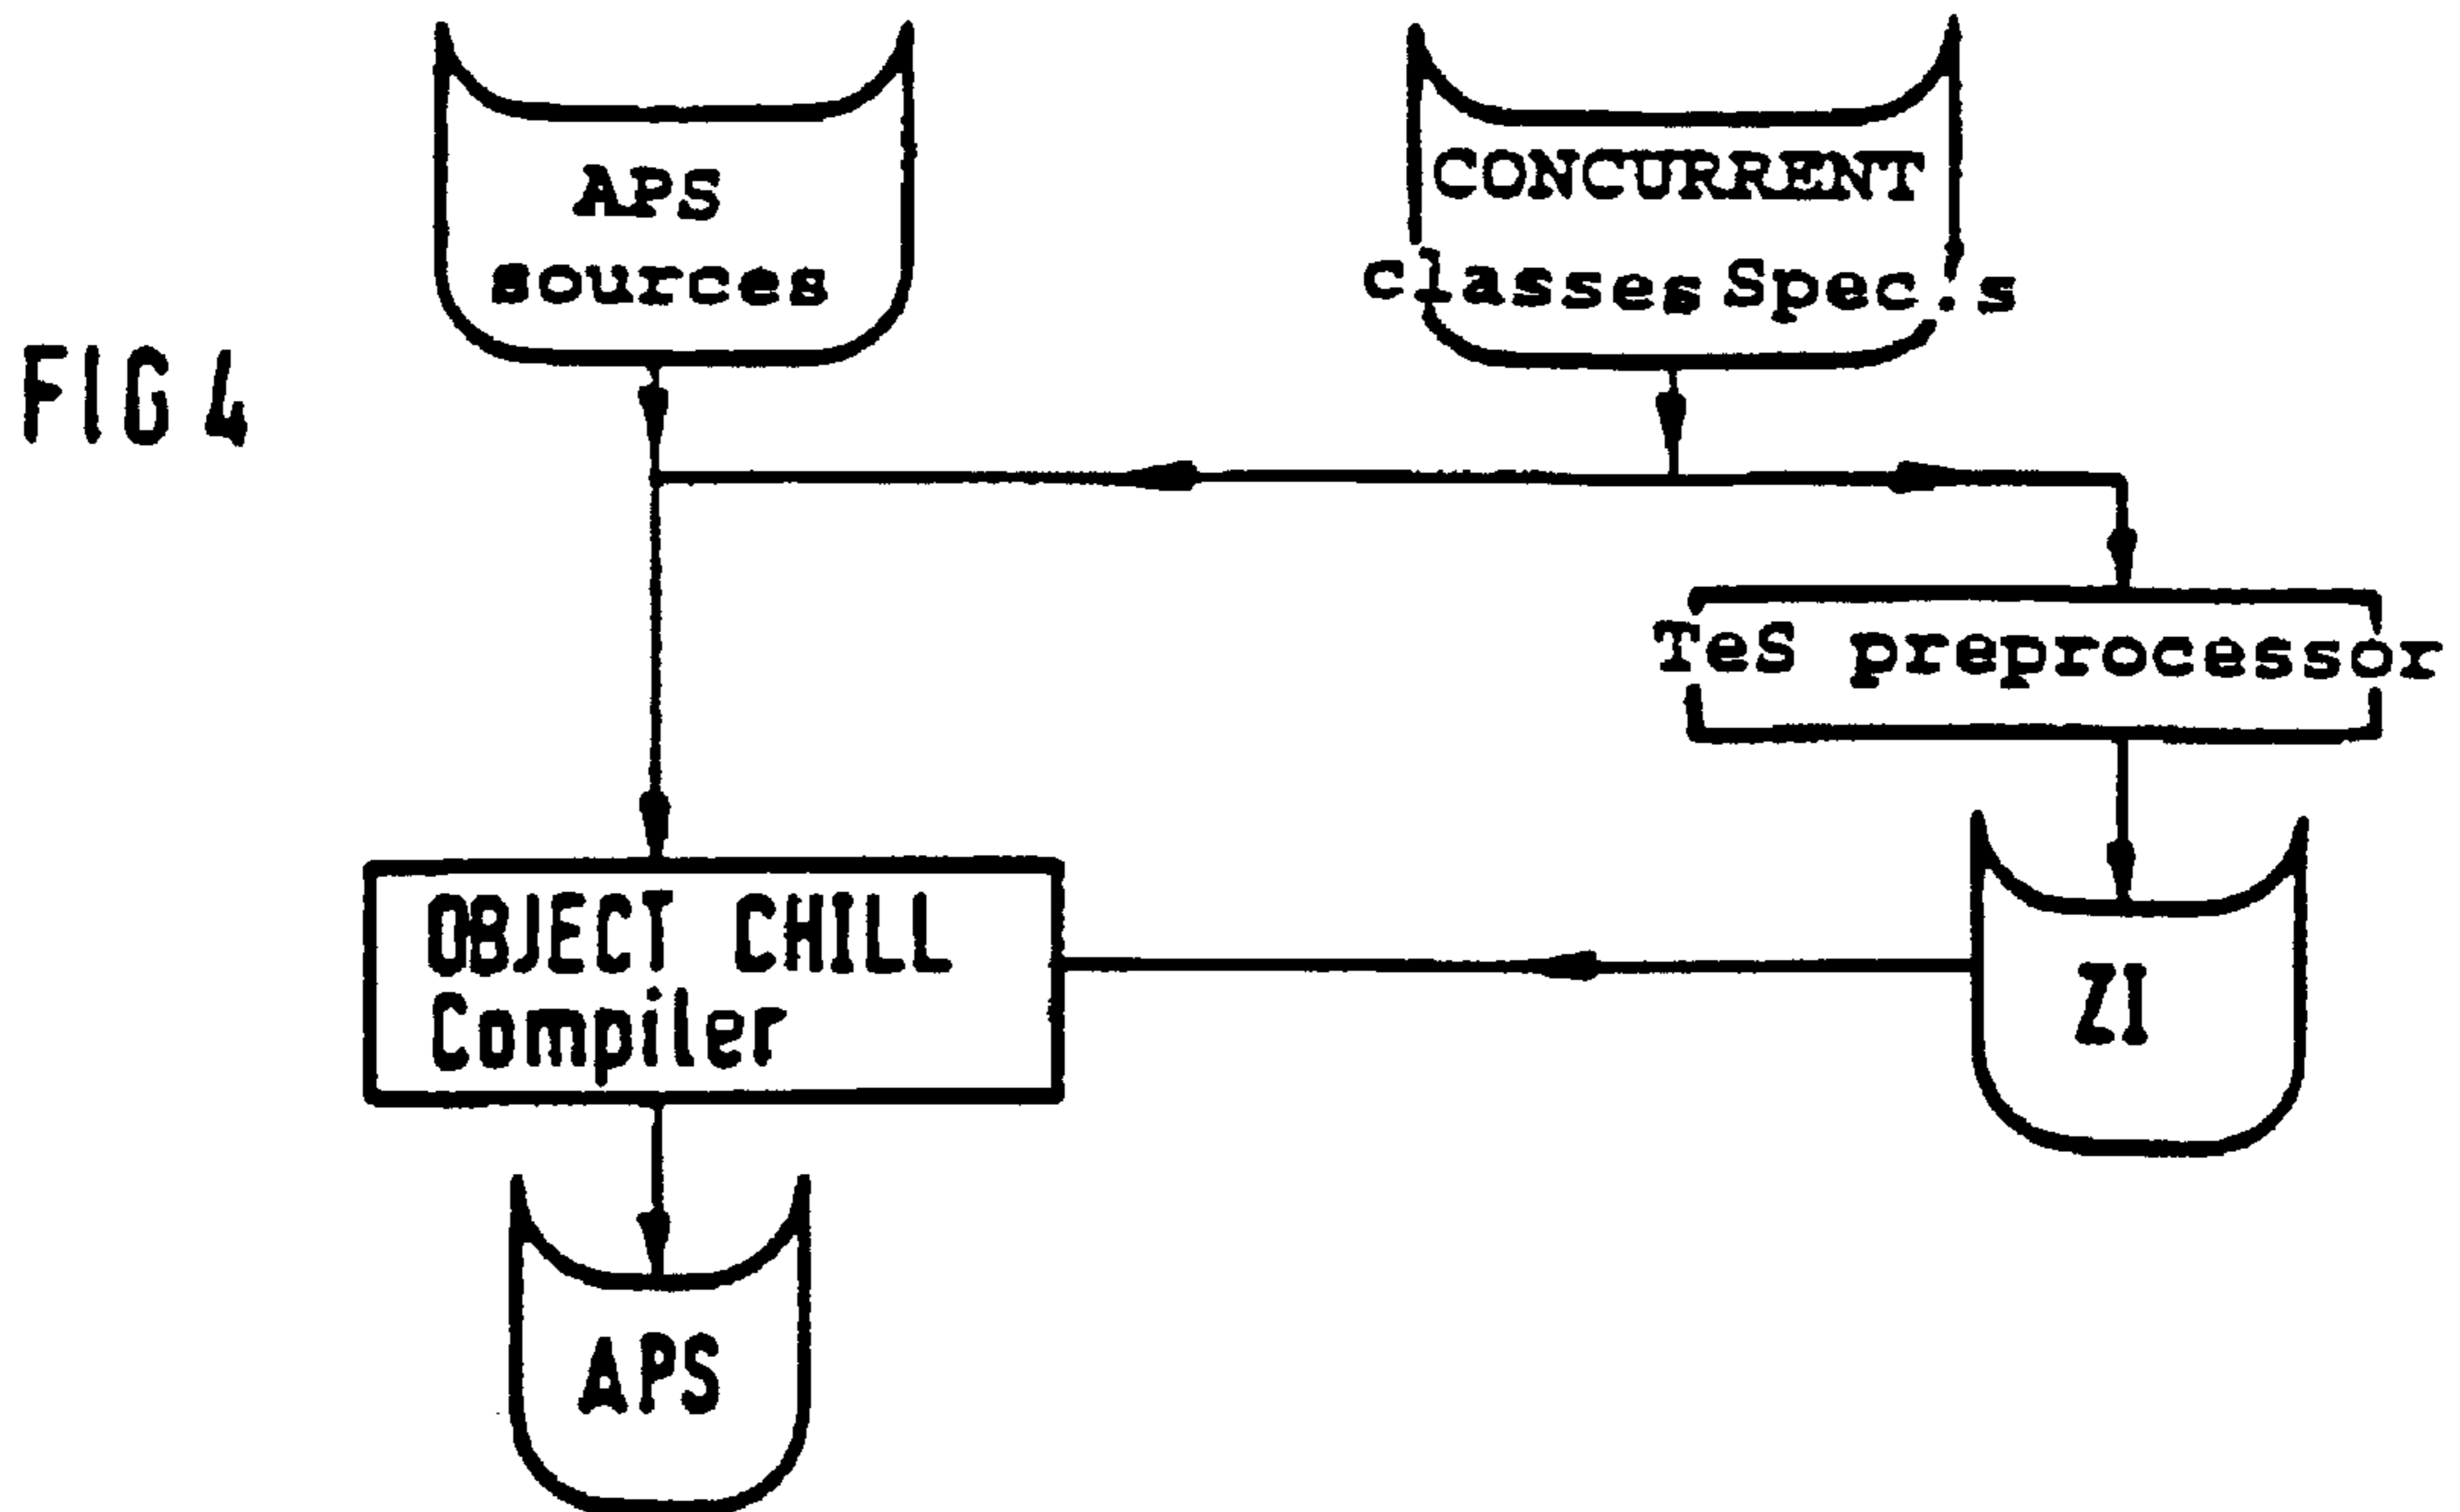 APS
sources
CONCURRENT
classes Spec.s
FIG 4
TeS preprocessor
OBJECT CHILL
Compiler
ZI
APS